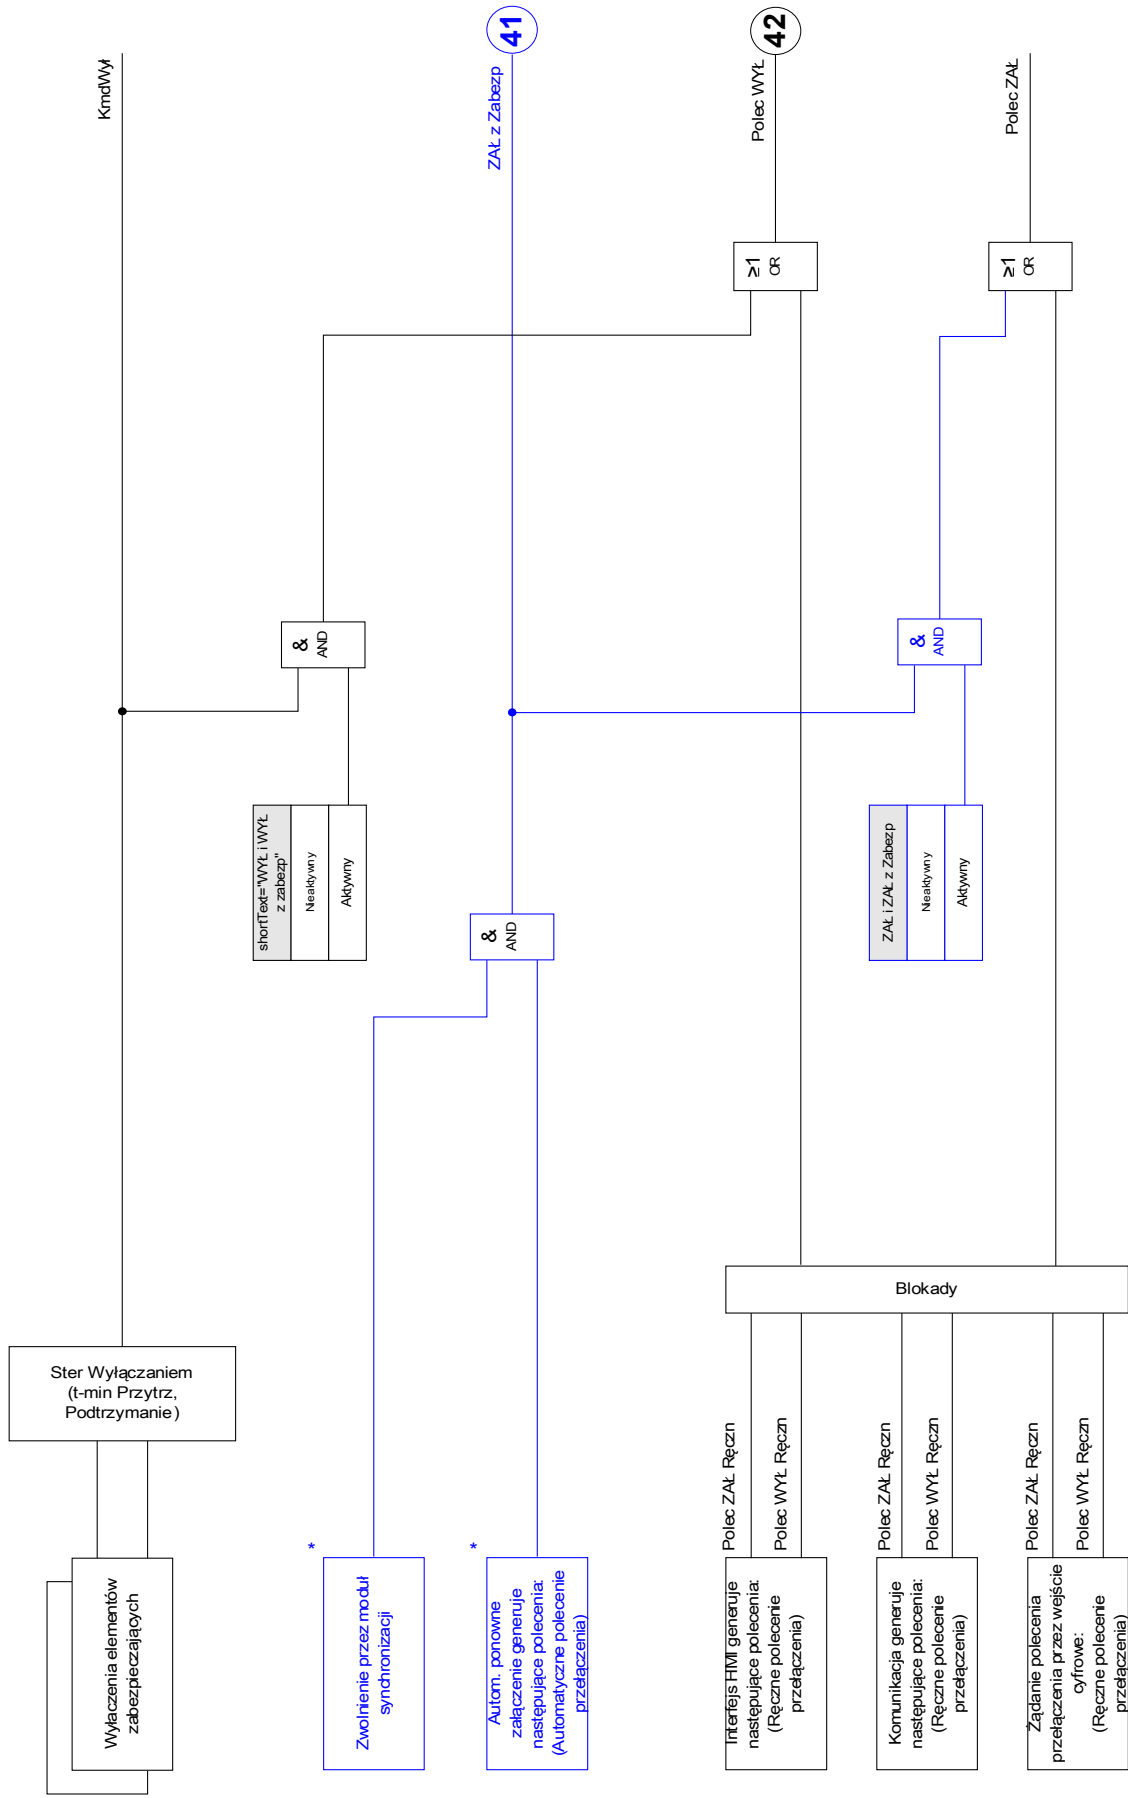 Wyłaczenia elementów
zabezpieczających
Ster Wyłączaniem
(t-min Przytrz,
Podtrzymanie)
KmdWył
shortText="WYŁ i WYŁ
z zabezp"
Nieaktywny
Aktywny
&
AND
*
Zwolnienie przez moduł
synchronizacji
*
Autom. ponowne
załączenie generuje
następujące polecenia:
(Automatyczne polecenie
przełączenia)
&
AND
ZAŁ z Zabezp
41
Interfejs HMI generuje
następujące polecenia:
(Ręczne polecenie
przełączenia)
Polec ZAŁ Ręczn
Polec WYŁ Ręczn
≥1
OR
Polec WYŁ
42
Komunikacja generuje
następujące polecenia:
(Ręczne polecenie
przełączenia)
Polec ZAŁ Ręczn
Polec WYŁ Ręczn
Blokady
ZAŁ i ZAŁ z Zabezp
Nieaktywny
Aktywny
&
AND
Żądanie polecenia
przełączenia przez wejście
cyfrowe:
(Ręczne polecenie
przełączenia)
Polec ZAŁ Ręczn
Polec WYŁ Ręczn
≥1
OR
Polec ZAŁ